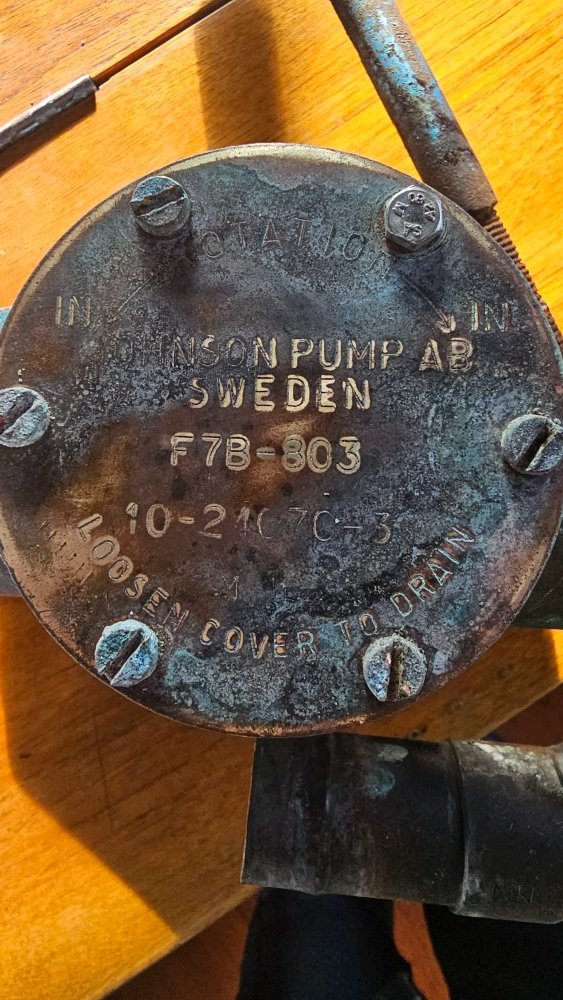 ROTATION
IN IN
JOHNSON PUMP AB
SWEDEN
F7B-803
LOOSEN COVER TO DRAIN